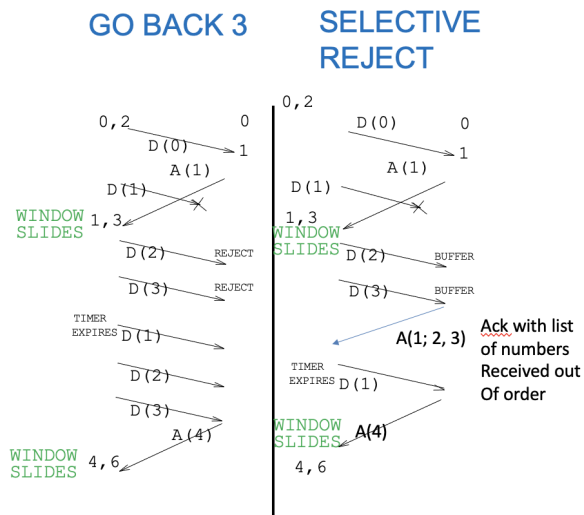 GO BACK 3
0,2
0
D(0)
1
A(1)
D(1)
WINDOW
SLIDES
1,3
D(2)
REJECT
D(3)
REJECT
TIMER
EXPIRES
D(1)
D(2)
D(3)
A(4)
WINDOW
SLIDES
4,6
SELECTIVE
REJECT
0,2
D(0)
0
1
A(1)
D(1)
1,3
WINDOW
SLIDES
D(2)
BUFFER
D(3)
BUFFER
A(1; 2, 3)
Ack with list
of numbers
Received out
Of order
TIMER
EXPIRES
D(1)
WINDOW
SLIDES
A(4)
4,6